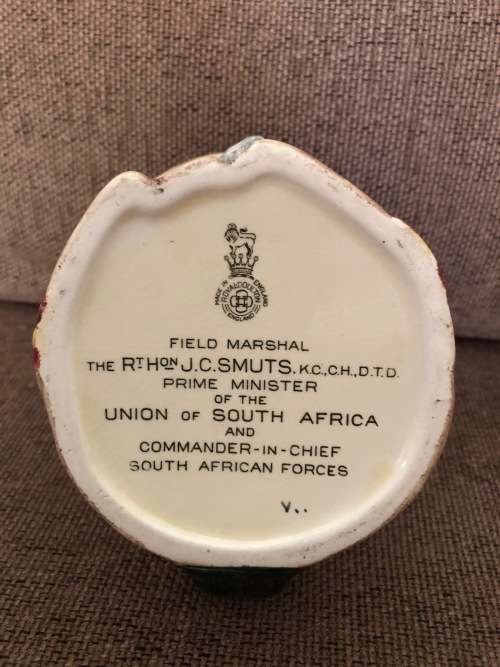 MADE IN ENGLAND
ROYAL DOULTON
ENGLAND
FIELD MARSHAL
THE RT HON J.C. SMUTS. K.C.,C.H.,D.T.D.
PRIME MINISTER
OF THE
UNION OF SOUTH AFRICA
AND
COMMANDER-IN-CHIEF
SOUTH AFRICAN FORCES
V..